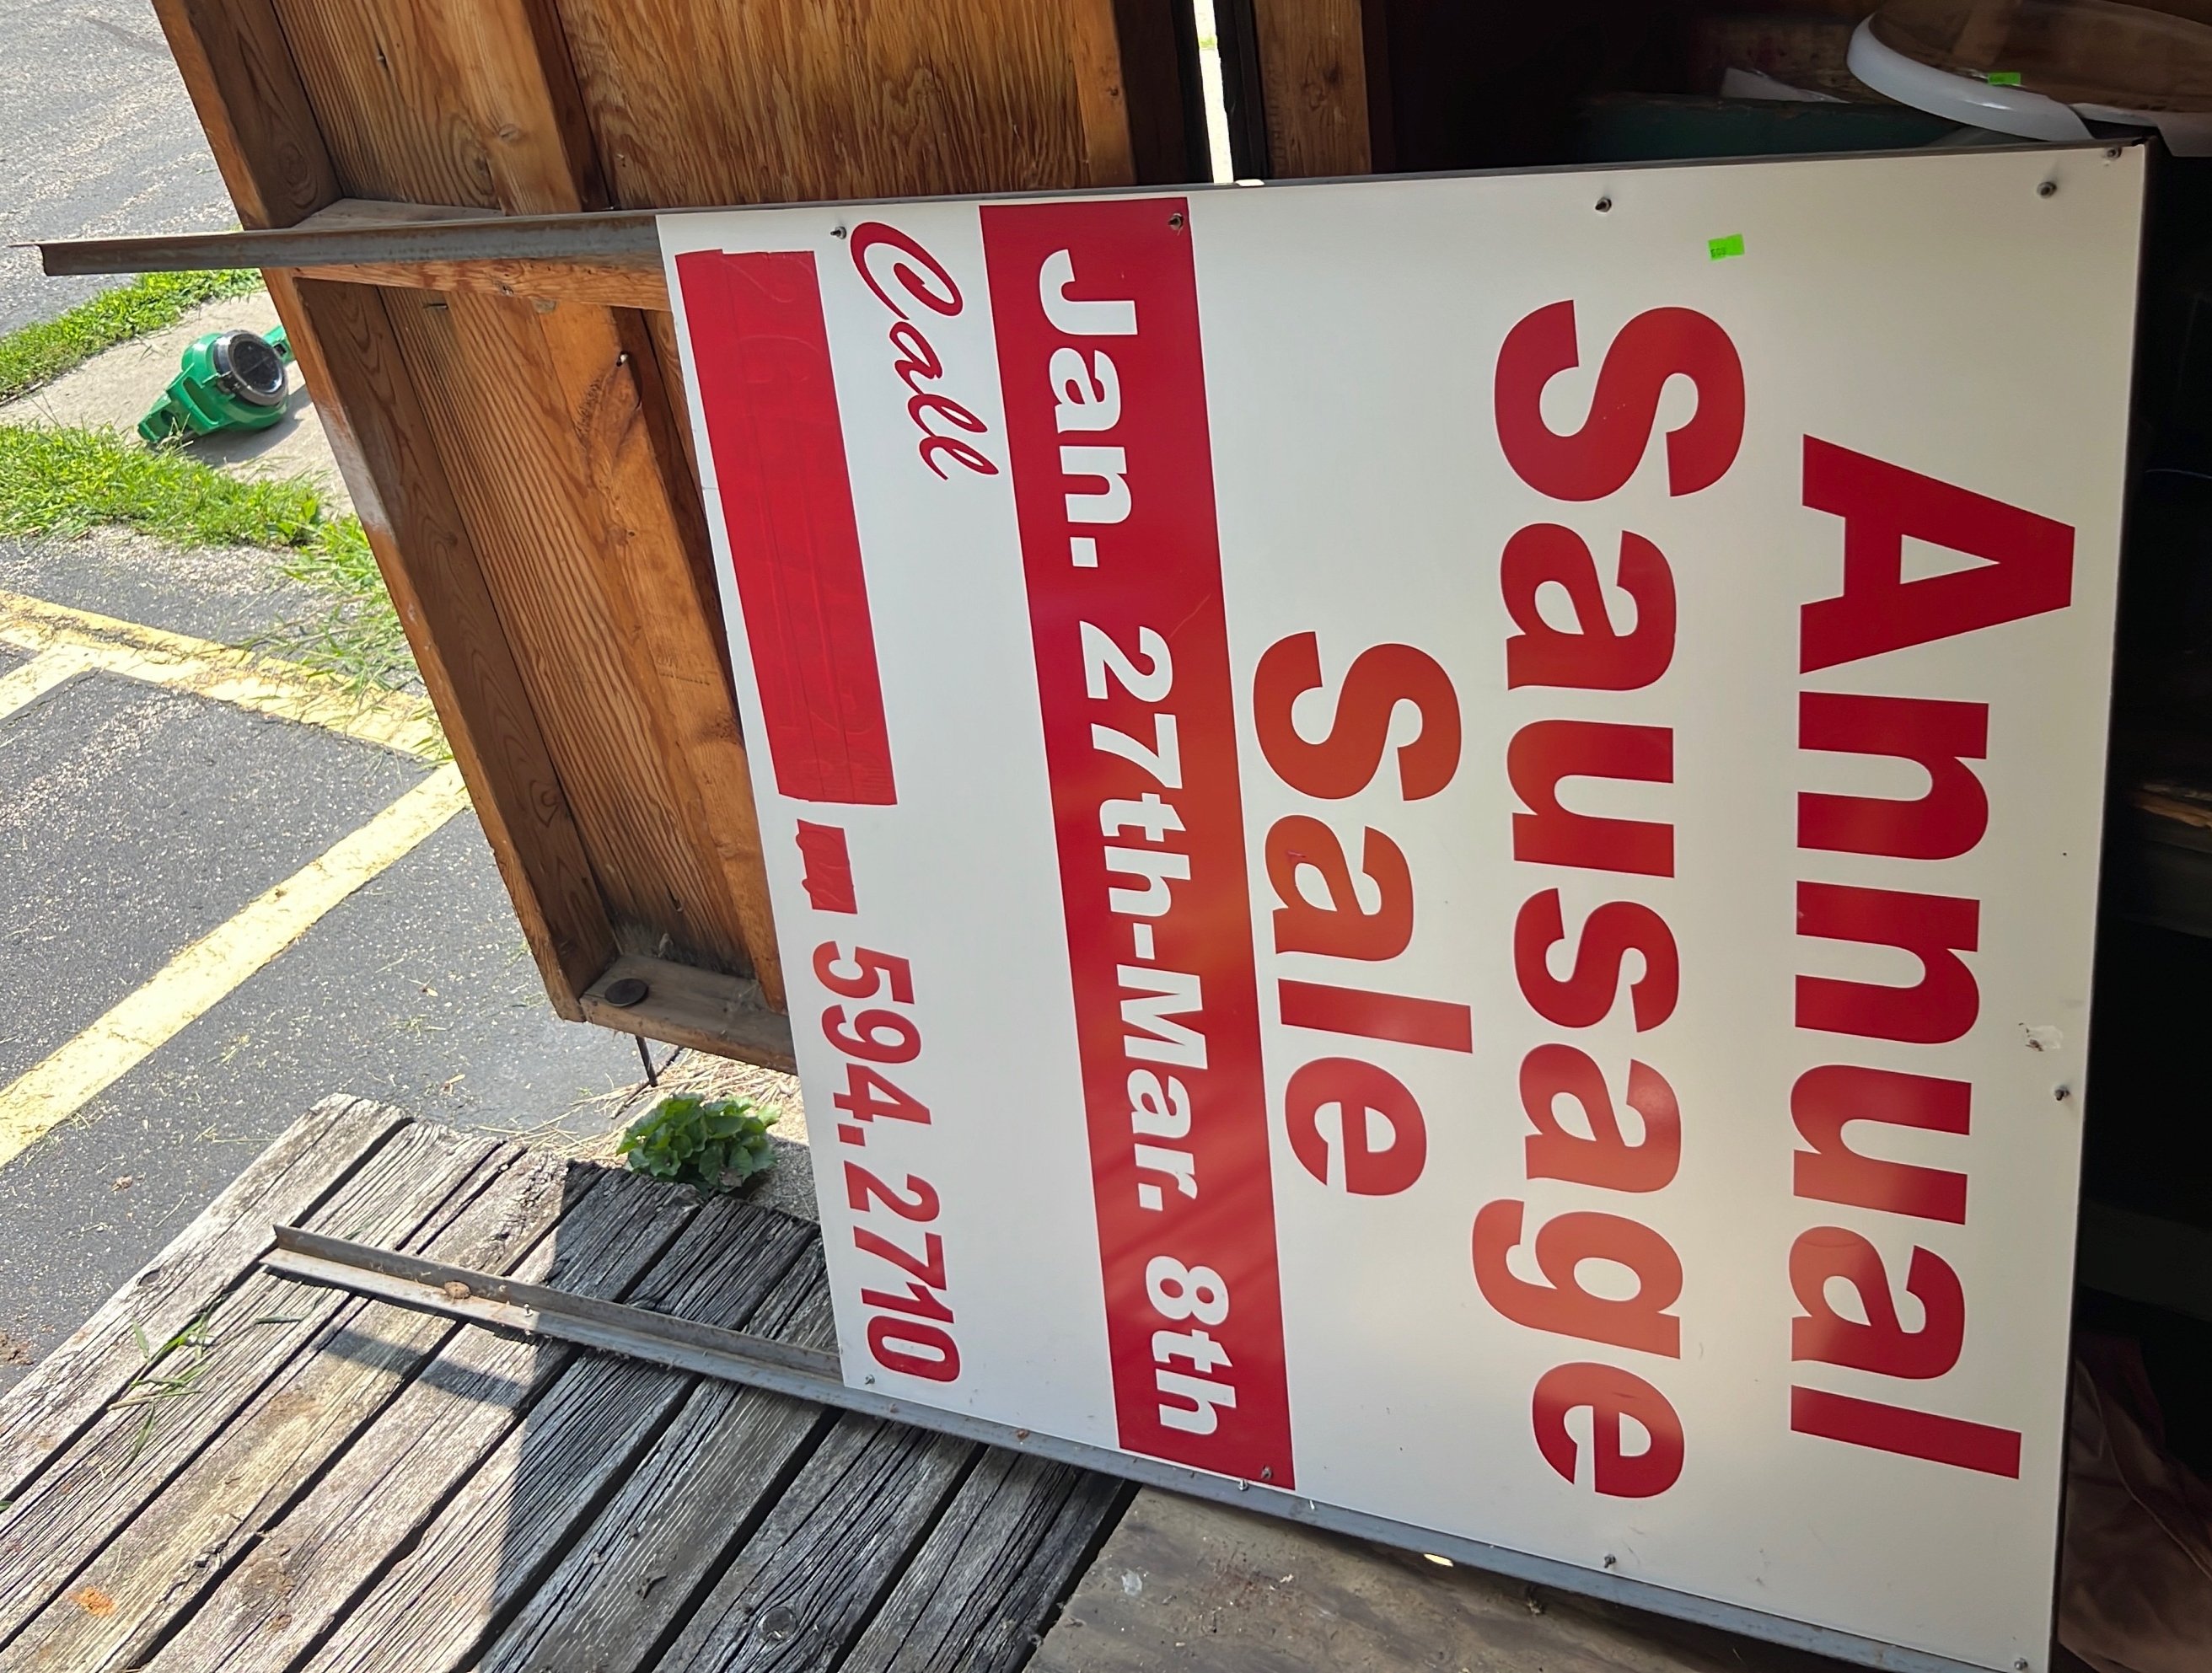 Annual
Sausage
Sale
Jan. 27th-Mar. 8th
Call
594.2710